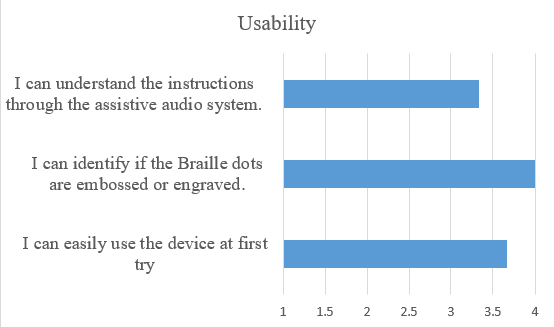 Usability
I can understand the instructions
through the assistive audio system.
I can identify if the Braille dots
are embossed or engraved.
I can easily use the device at first
try
1 1.5 2 2.5 3 3.5 4